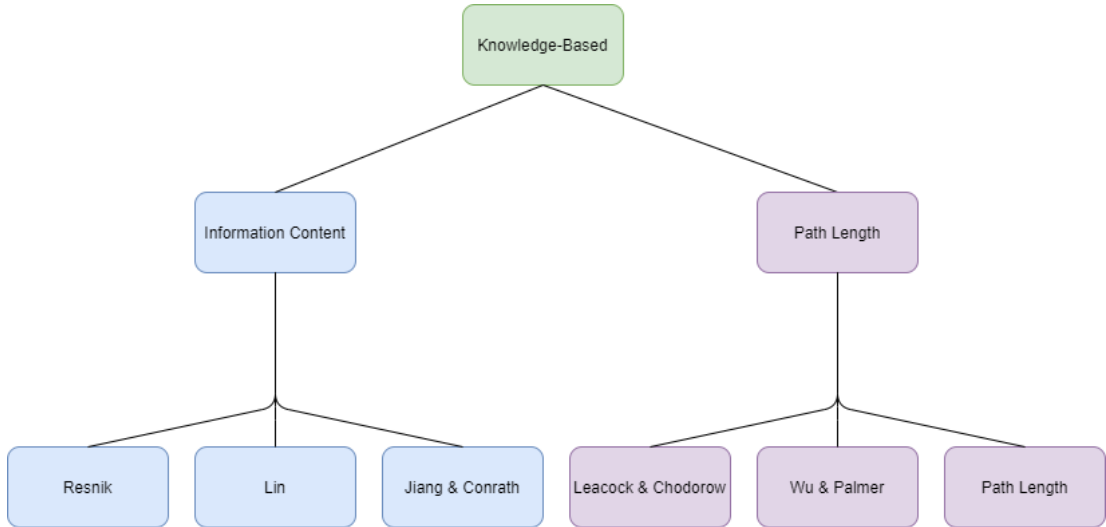 Knowledge-Based
Information Content
Path Length
Resnik
Lin
Jiang & Conrath
Leacock & Chodorow
Wu & Palmer
Path Length